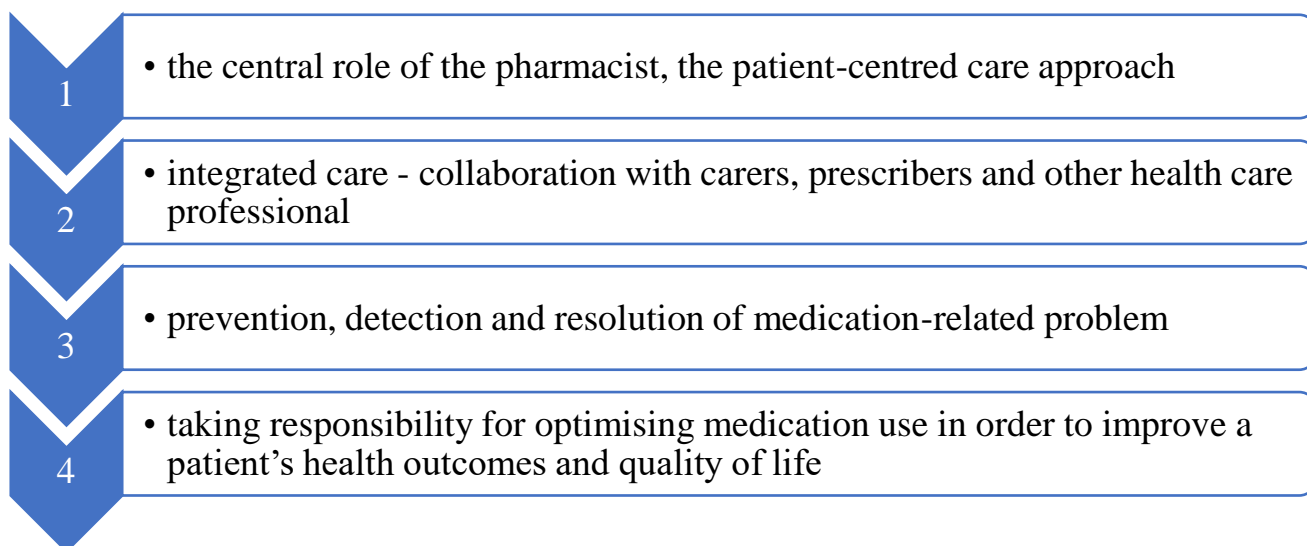 1
• the central role of the pharmacist, the patient-centred care approach
2
• integrated care - collaboration with carers, prescribers and other health care
professional
3
• prevention, detection and resolution of medication-related problem
4
• taking responsibility for optimising medication use in order to improve a
patient’s health outcomes and quality of life